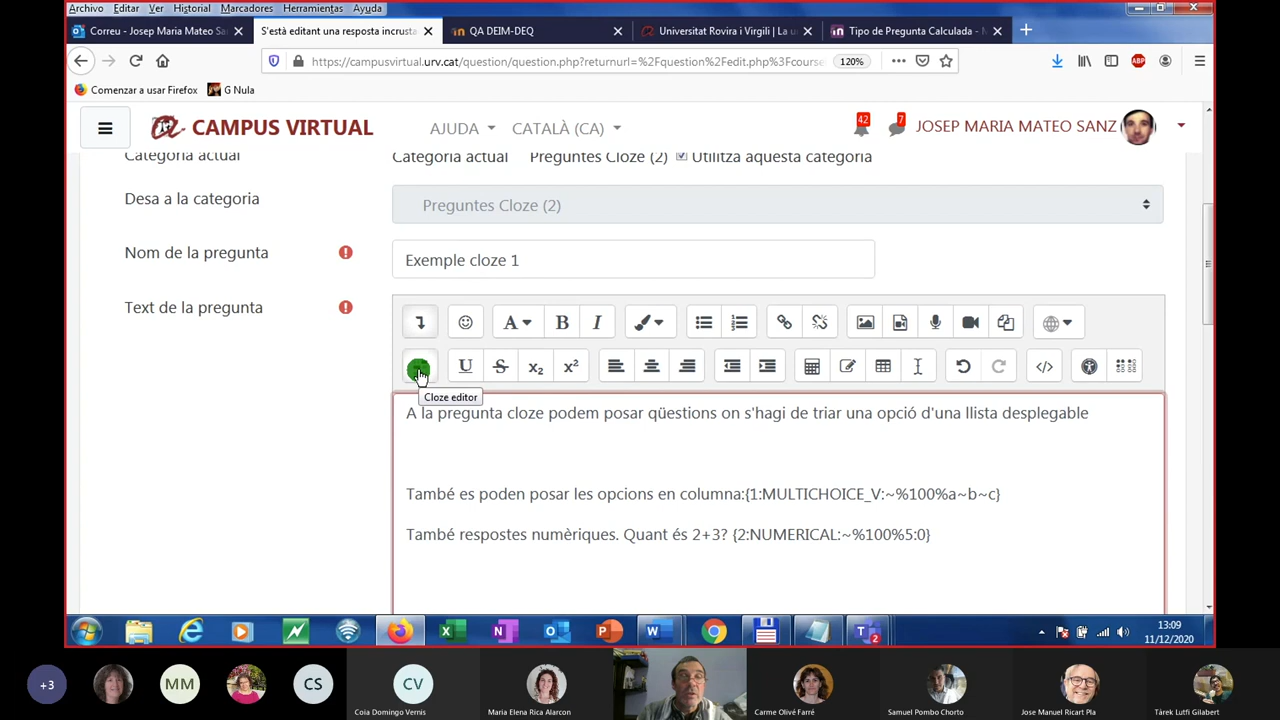 Archivo Editar Ver Historial Marcadores Herramientas Ayuda
Correu - Josep Maria Mateo Sa
S'està editant una resposta incrusta
QA DEIM-DEQ
Universitat Rovira i Virgili | La u
Tipo de Pregunta Calculada - M
https://campusvirtual.urv.cat/question/question.php?returnurl=%2Fquestion%2Fedit.php%3Fcourse
120%
ABP
Comenzar a usar Firefox G Nula
CAMPUS VIRTUAL
AJUDA CATALÀ (CA)
42
7
JOSEP MARIA MATEO SANZ
Categoria actual
Categoria actual Preguntes Cloze (2) Utilitza aquesta categoria
Desa a la categoria
Preguntes Cloze (2)
Nom de la pregunta
Exemple cloze 1
Text de la pregunta
Cloze editor
A la pregunta cloze podem posar qüestions on s'hagi de triar una opció d'una llista desplegable
També es poden posar les opcions en columna:{1:MULTICHOICE_V:~%100%a~b~c}
També respostes numèriques. Quant és 2+3? {2:NUMERICAL:~%100%5:0}
13:09
11/12/2020
+3
MM
CS
CV
Coia Domingo Vernis
Maria Elena Rica Alarcon
Carme Olivé Farré
Samuel Pombo Chorto
Jose Manuel Ricart Pla
Tárek Lutfi Gilabert